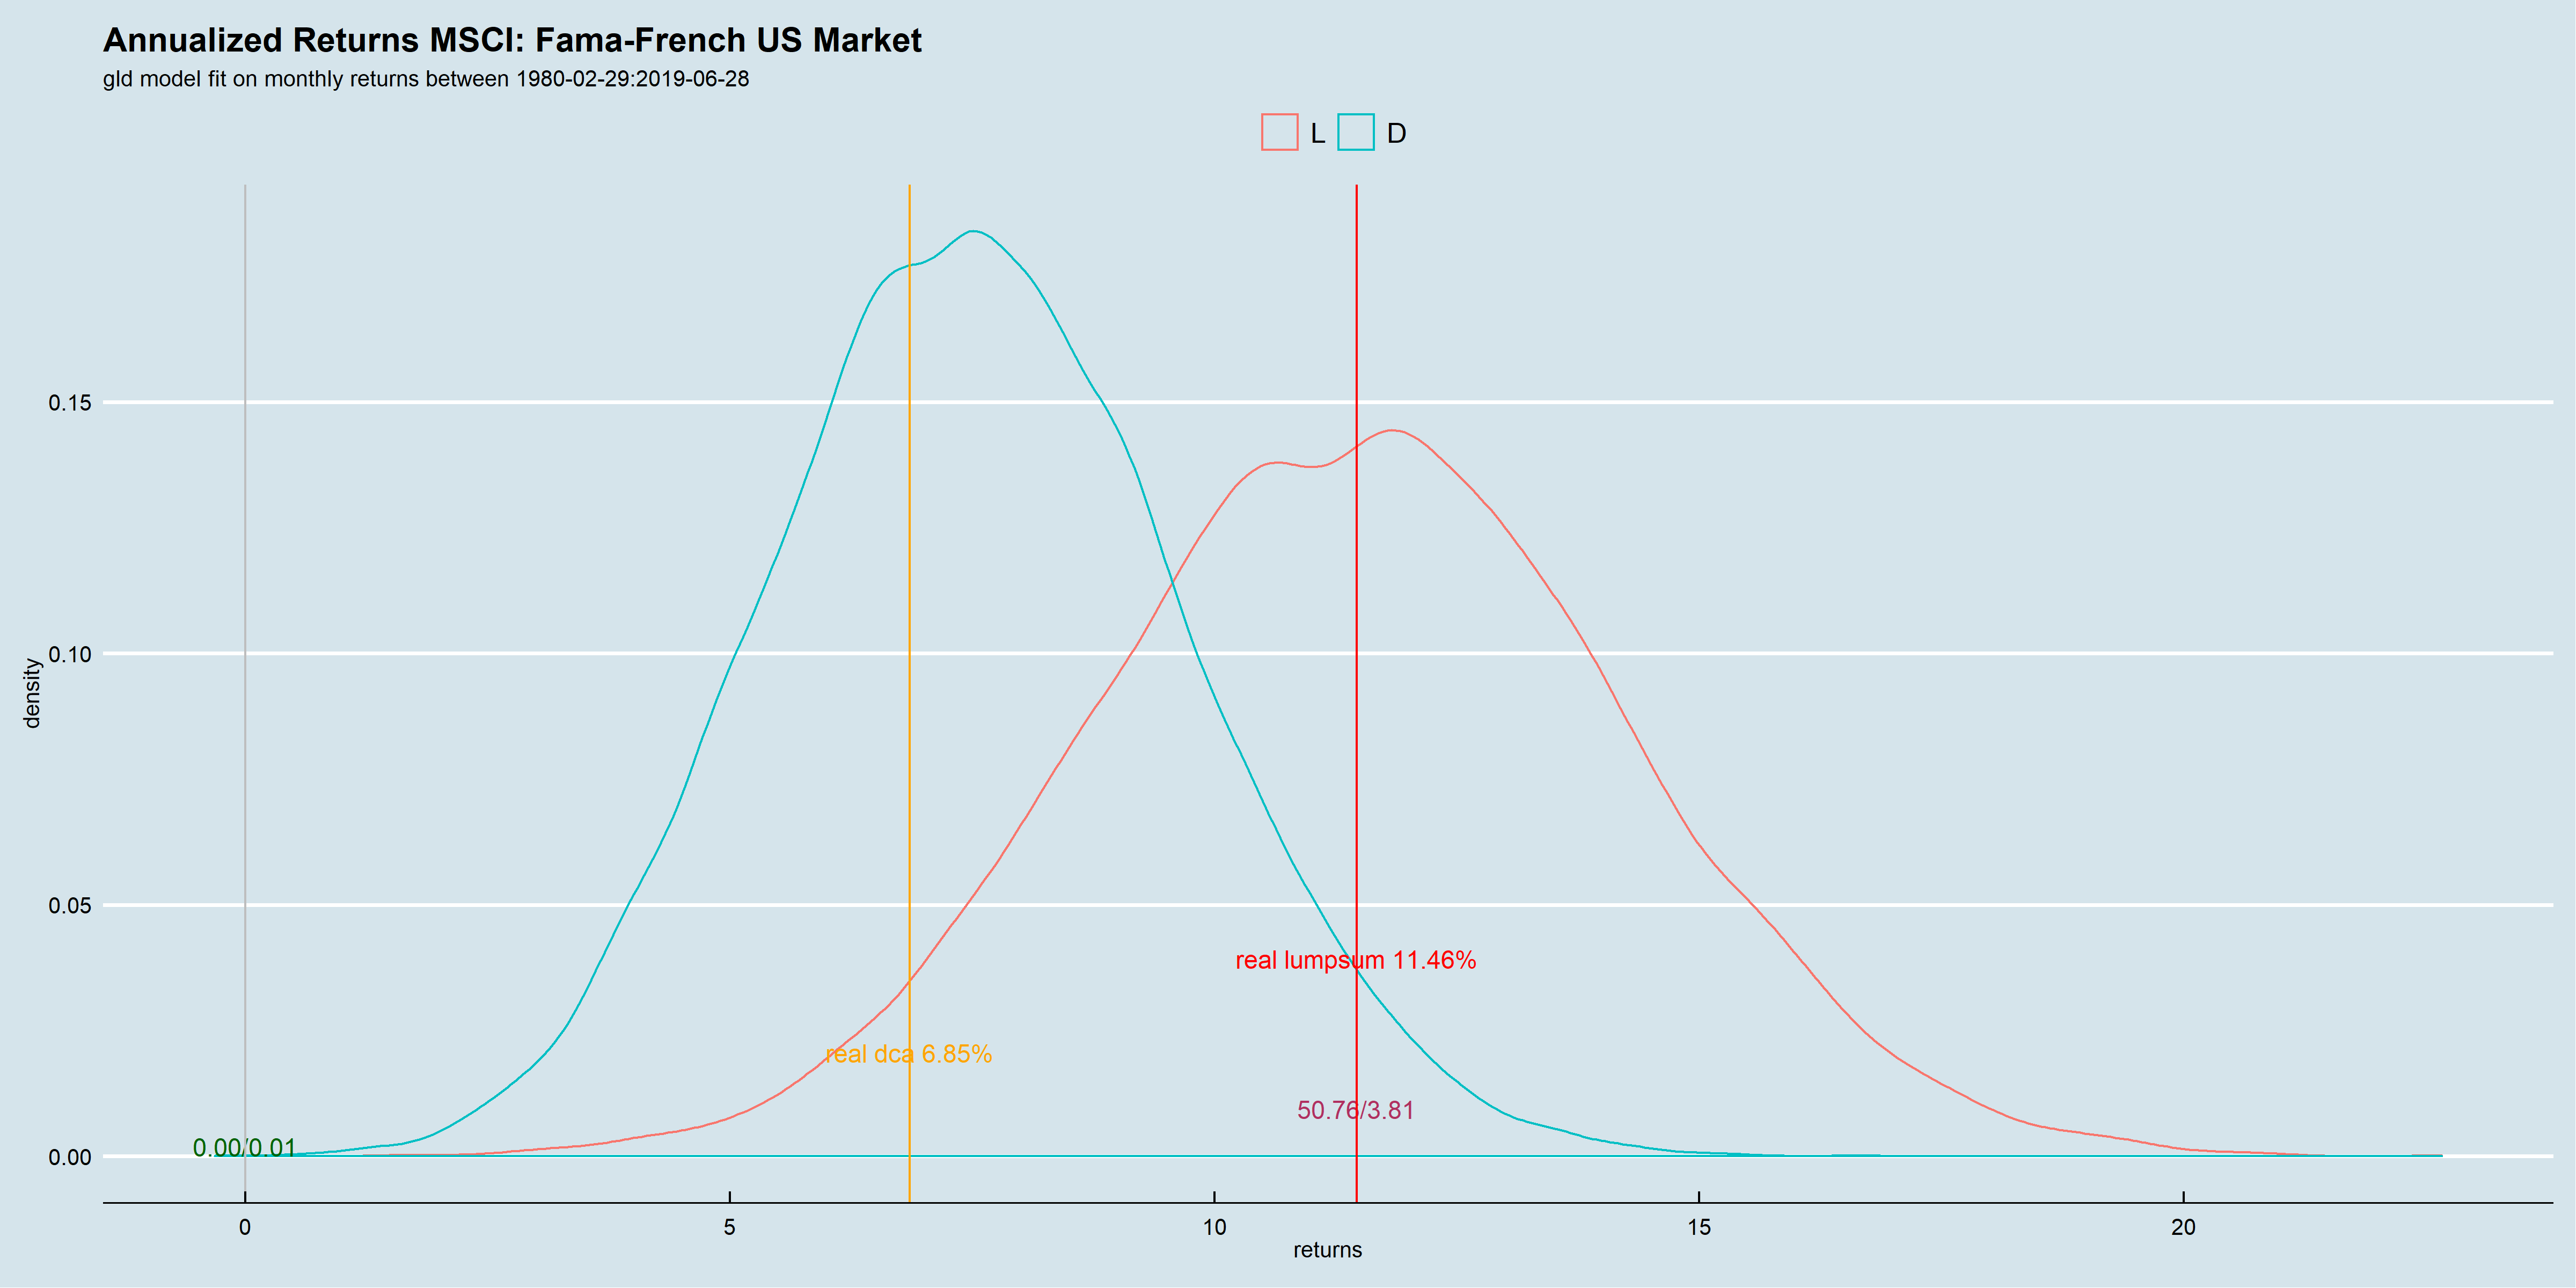 Annualized Returns MSCI: Fama-French US Market
gld model fit on monthly returns between 1980-02-29:2019-06-28
L D
0.15
0.10
density
0.05
real lumpsum 11.46%
real dca 6.85%
50.76/3.81
0.00/0.01
0.00
0 5 10 15 20
returns